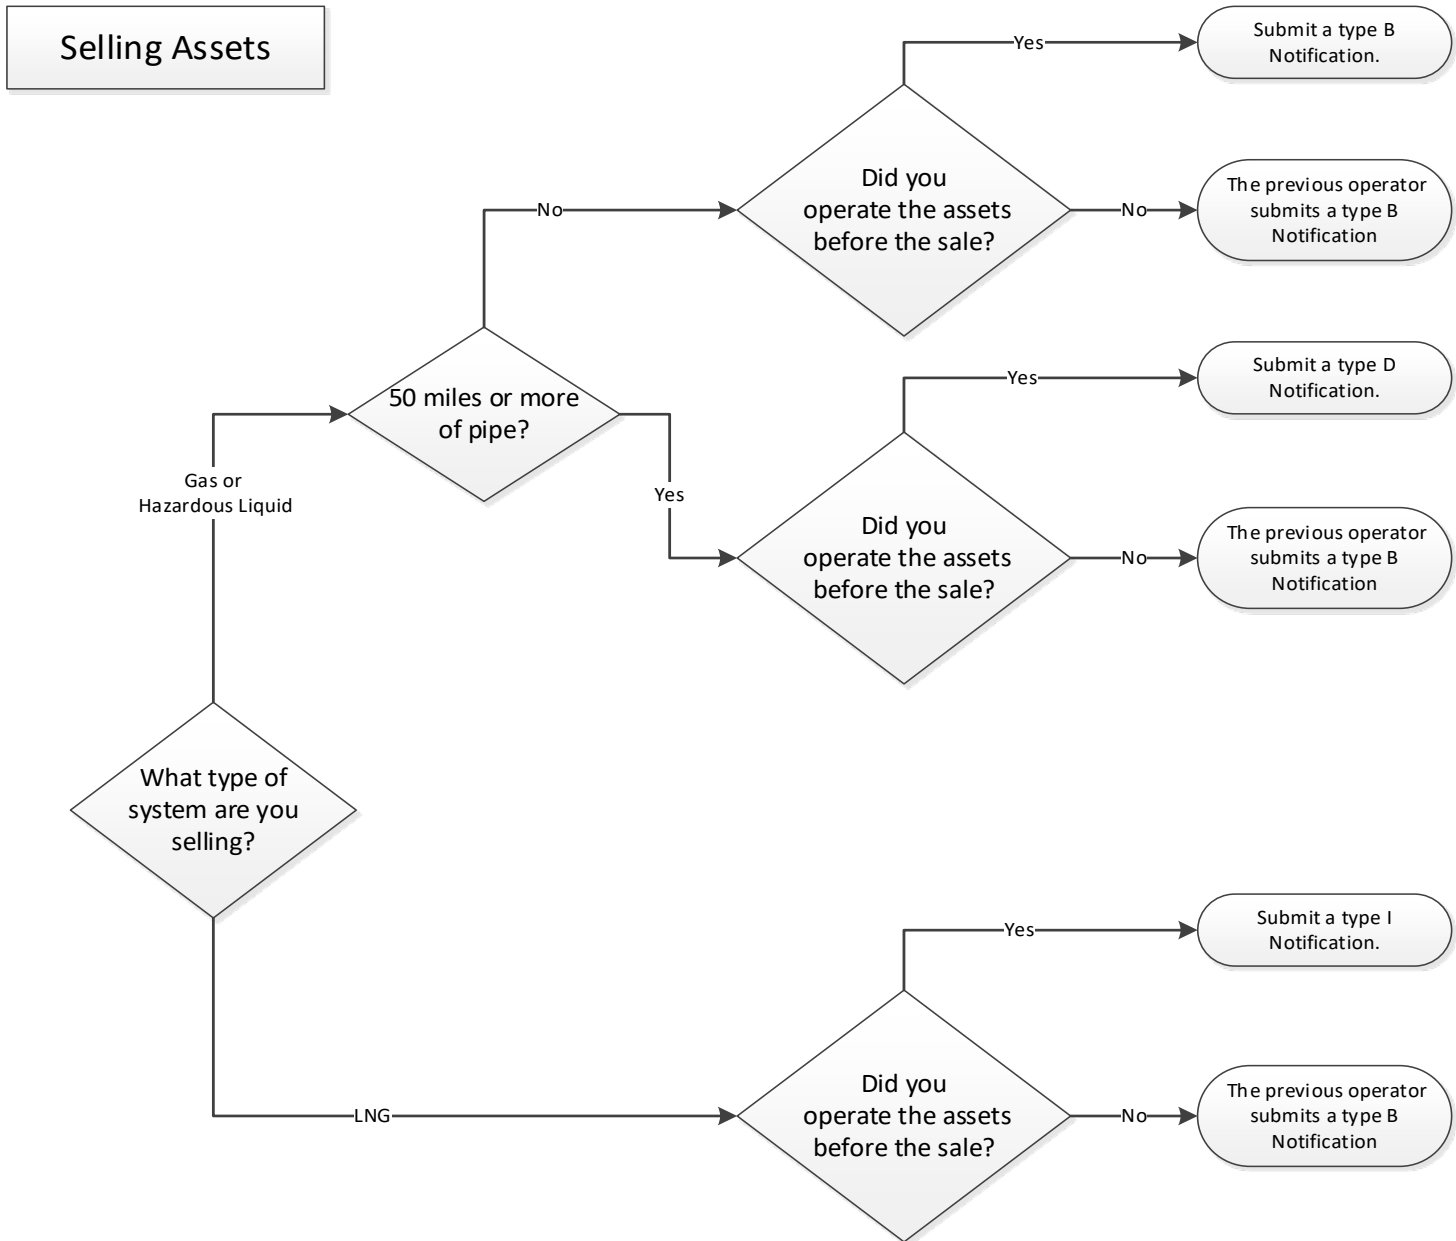 Selling Assets
Yes
Submit a type B
Notification.
Did you
operate the assets
before the sale?
No
No
The previous operator
submits a type B
Notification
50 miles or more
of pipe?
Yes
Submit a type D
Notification.
Gas or
Hazardous Liquid
Yes
Did you
operate the assets
before the sale?
No
The previous operator
submits a type B
Notification
What type of
system are you
selling?
Yes
Submit a type I
Notification.
LNG
Did you
operate the assets
before the sale?
No
The previous operator
submits a type B
Notification